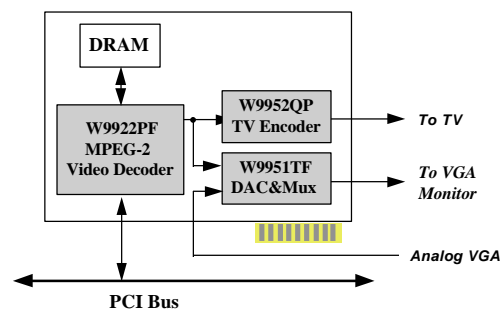 DRAM
W9922PF
MPEG-2
Video Decoder
W9952QP
TV Encoder
To TV
W9951TF
DAC&Mux
To VGA
Monitor
Analog VGA
PCI Bus